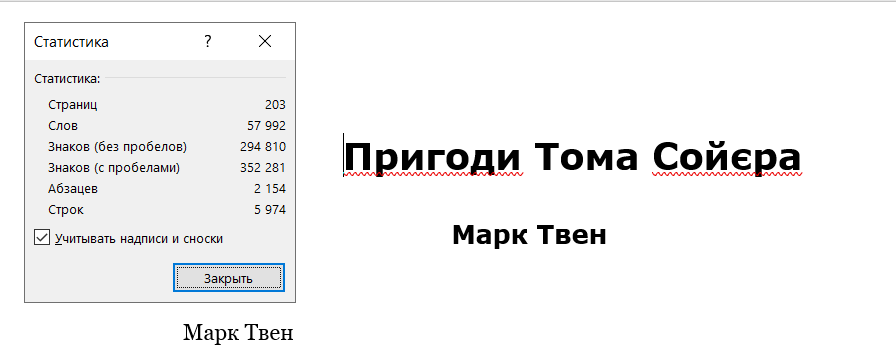 Статистика ? ×
Статистика:
Страниц 203
Слов 57 992
Знаков (без пробелов) 294 810
Знаков (с пробелами) 352 281
Абзацев 2 154
Строк 5 974
Учитывать надписи и сноски
Закрыть
Марк Твен
Пригоди Тома Сойєра
Марк Твен